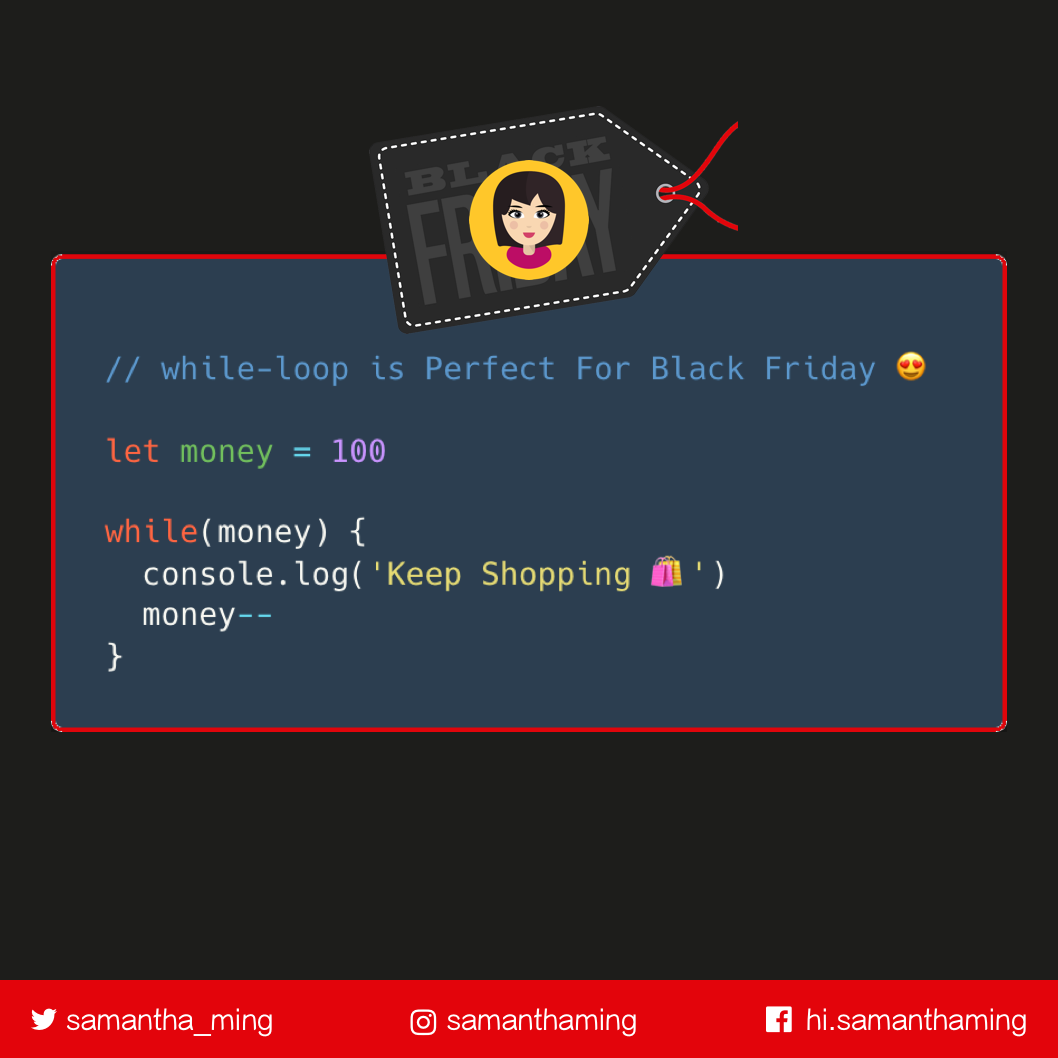 BLACK
FRIDAY
// while-loop is Perfect For Black Friday 😍
let money = 100
while(money) {
  console.log('Keep Shopping 🛍️ ')
  money--
}
samantha_ming
samanthaming
hi.samanthaming